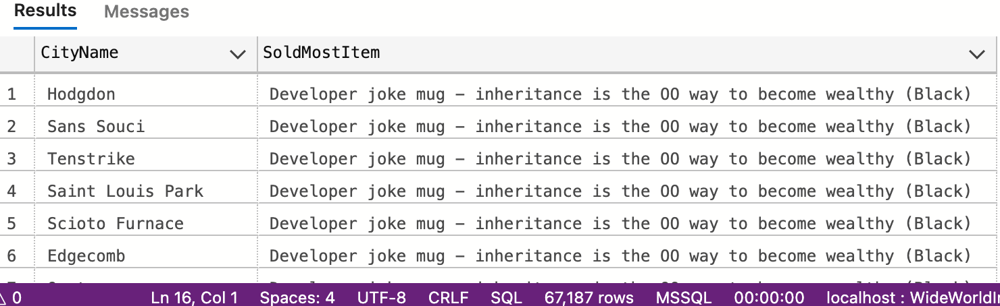 Results Messages
CityName SoldMostItem
1 Hodgdon Developer joke mug – inheritance is the OO way to become wealthy (Black)
2 Sans Souci Developer joke mug – inheritance is the OO way to become wealthy (Black)
3 Tenstrike Developer joke mug – inheritance is the OO way to become wealthy (Black)
4 Saint Louis Park Developer joke mug – inheritance is the OO way to become wealthy (Black)
5 Scioto Furnace Developer joke mug – inheritance is the OO way to become wealthy (Black)
6 Edgecomb Developer joke mug – inheritance is the OO way to become wealthy (Black)
0 Ln 16, Col 1 Spaces: 4 UTF-8 CRLF SQL 67,187 rows MSSQL 00:00:00 localhost : WideWorldIn